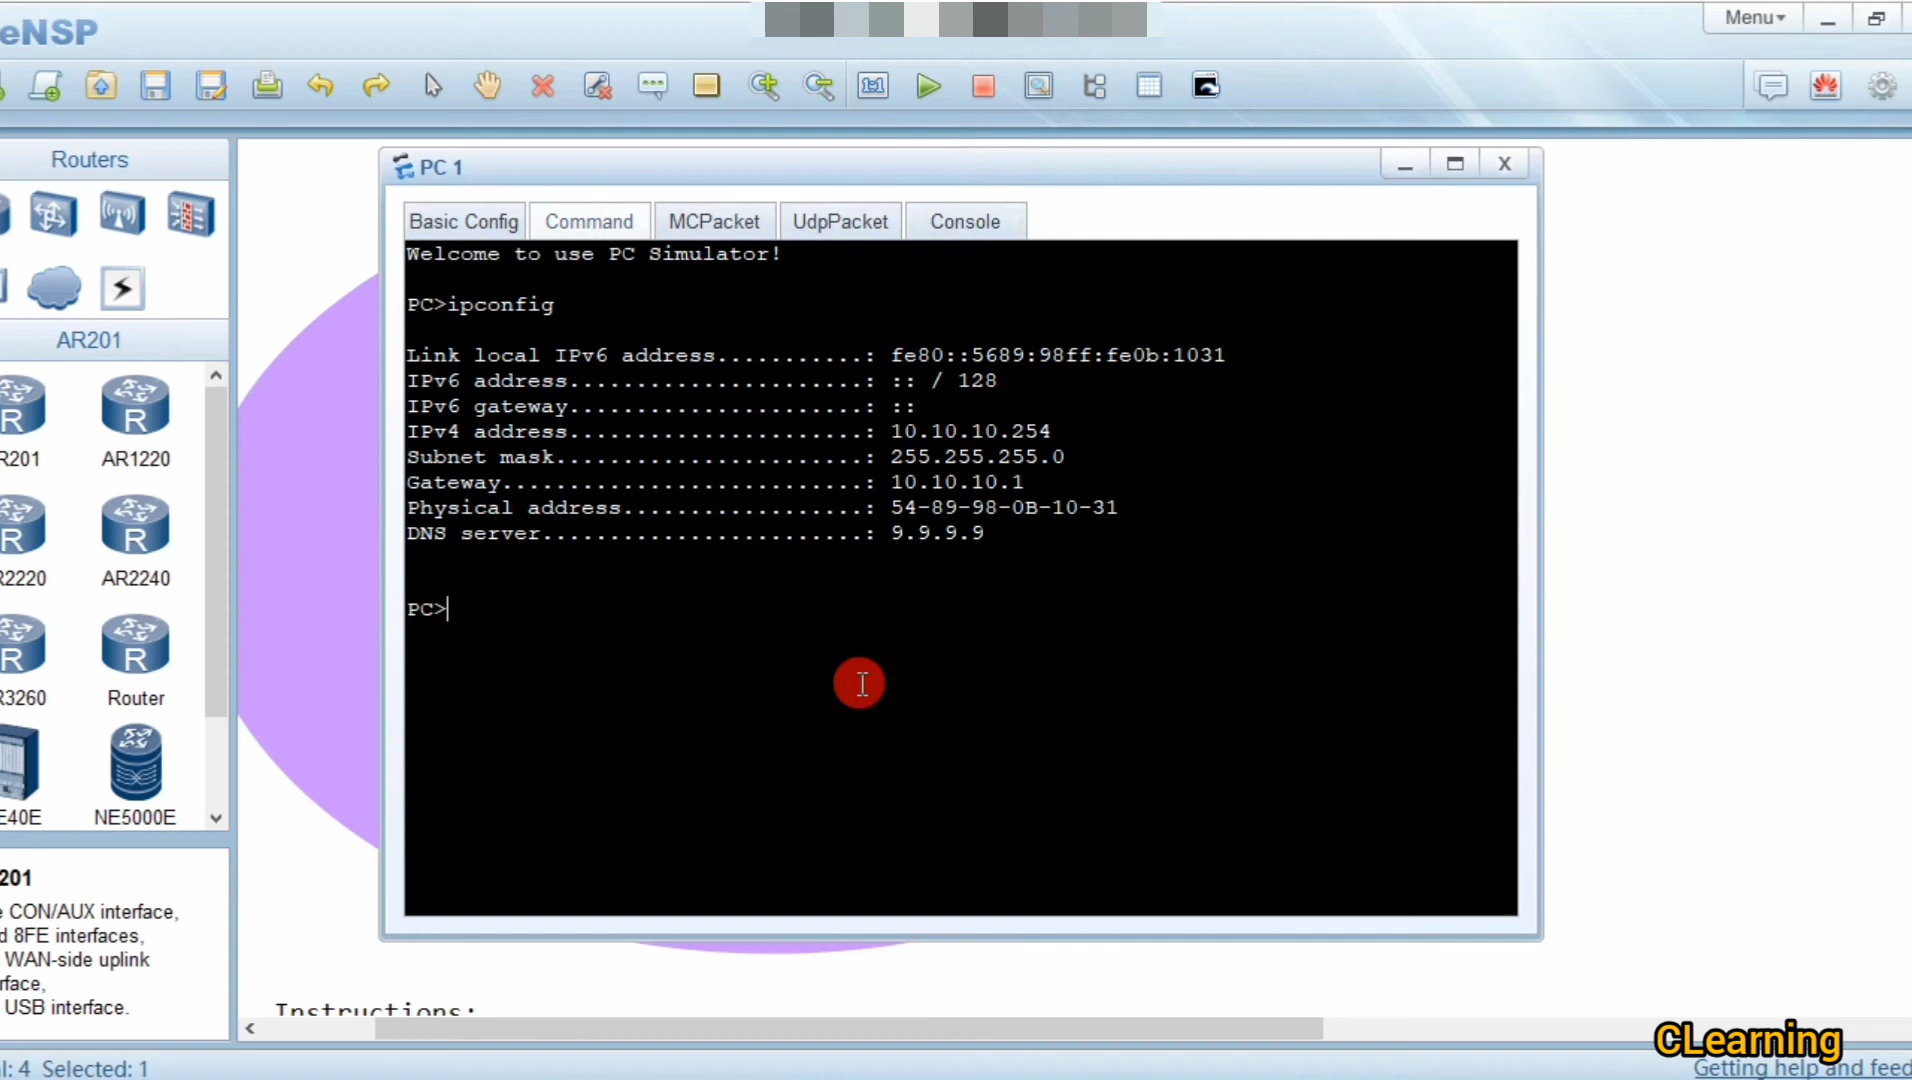 eNSP
Menu
Routers
AR201
R201
AR1220
R2220
AR2240
R3260
Router
E40E
NE5000E
201
CON/AUX interface,
d 8FE interfaces,
WAN-side uplink
rface,
USB interface.
l: 4 Selected: 1
PC 1
Basic Config
Command
MCPacket
UdpPacket
Console
Welcome to use PC Simulator!
PC>ipconfig
Link local IPv6 address...........: fe80::5689:98ff:fe0b:1031
IPv6 address......................: :: / 128
IPv6 gateway......................: ::
IPv4 address......................: 10.10.10.254
Subnet mask.......................: 255.255.255.0
Gateway...........................: 10.10.10.1
Physical address..................: 54-89-98-0B-10-31
DNS server........................: 9.9.9.9
PC>
Instructions:
CLearning
Getting help and feed